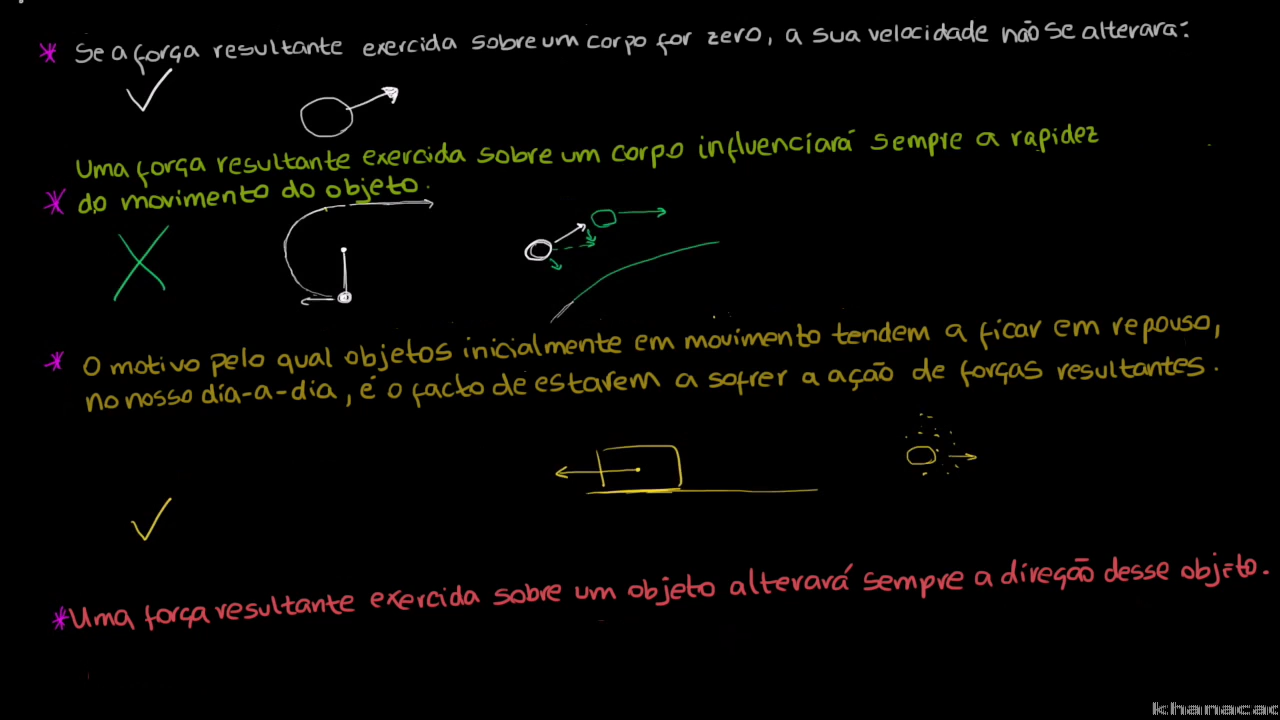 * Se a força resultante exercida sobre um corpo for zero, a sua velocidade não se alterará:
Uma força resultante exercida sobre um corpo influenciará sempre a rapidez
* do movimento do objeto.
* O motivo pelo qual objetos inicialmente em movimento tendem a ficar em repouso,
no nosso dia-a-dia, é o facto de estarem a sofrer a ação de forças resultantes.
* Uma força resultante exercida sobre um objeto alterará sempre a direção desse objeto.
khanacac